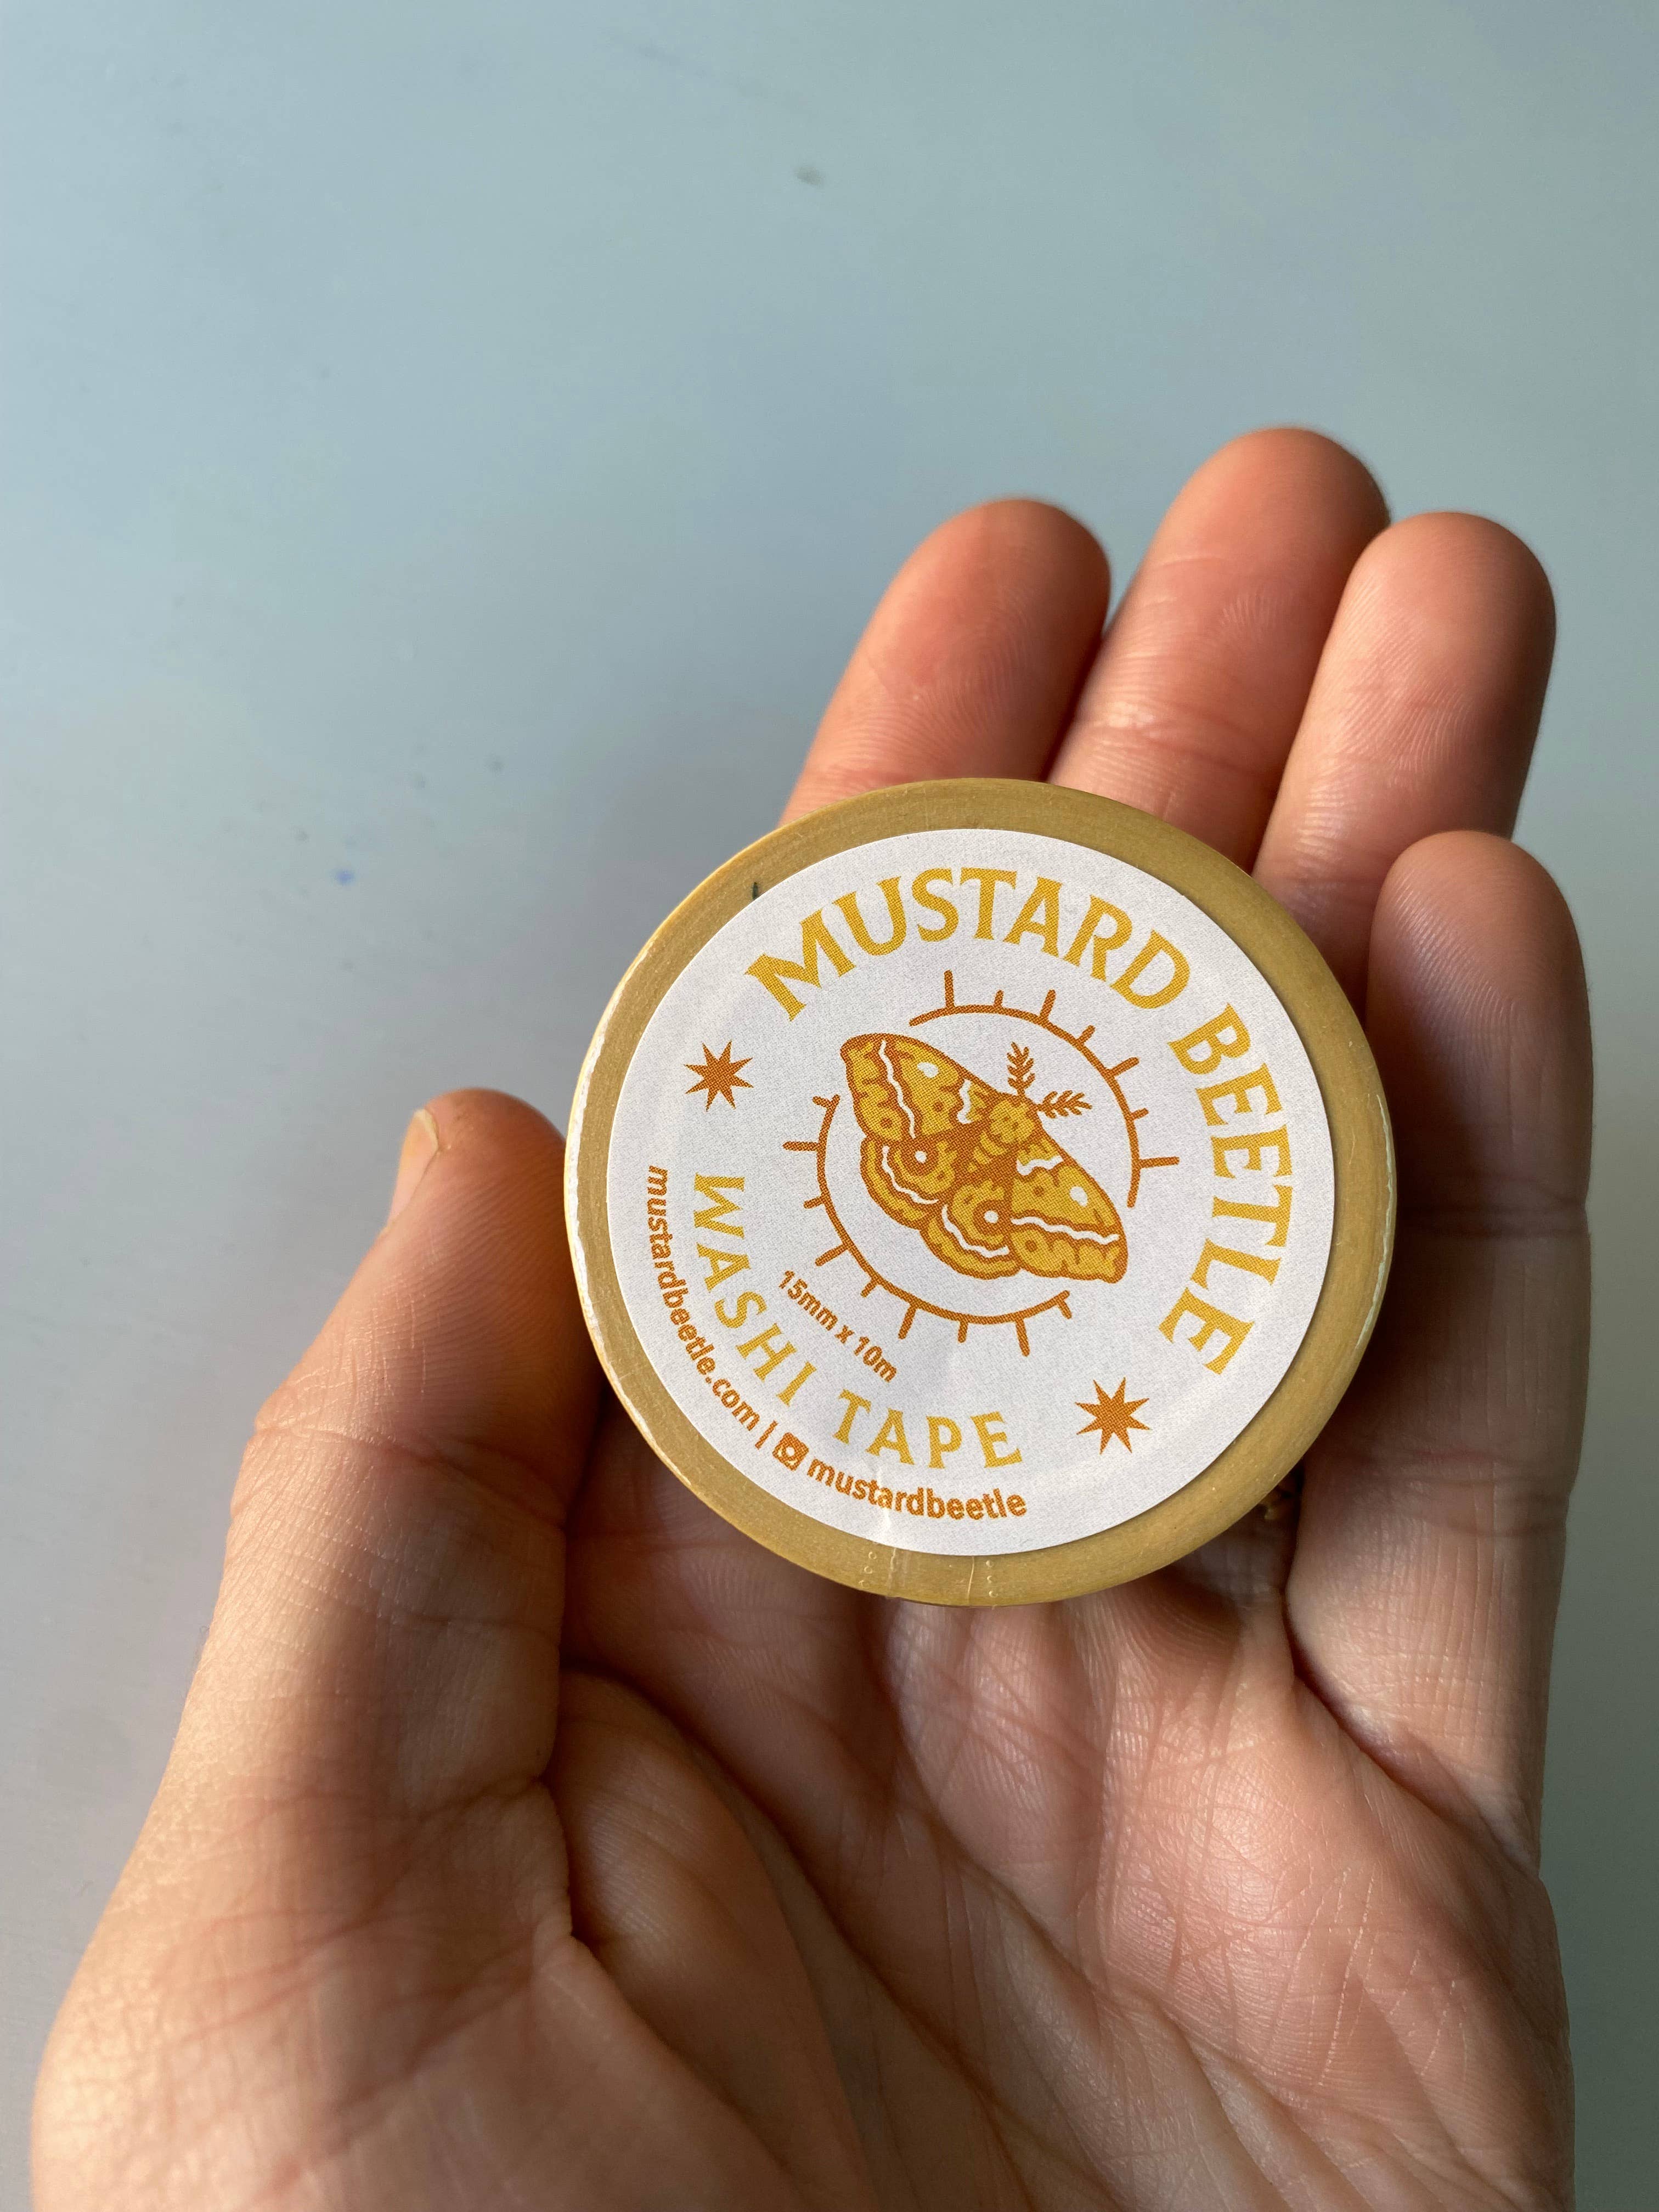 MUSTARD BEETLE
15mm x 10m
WASHI TAPE
mustardbeetle.com | mustardbeetle